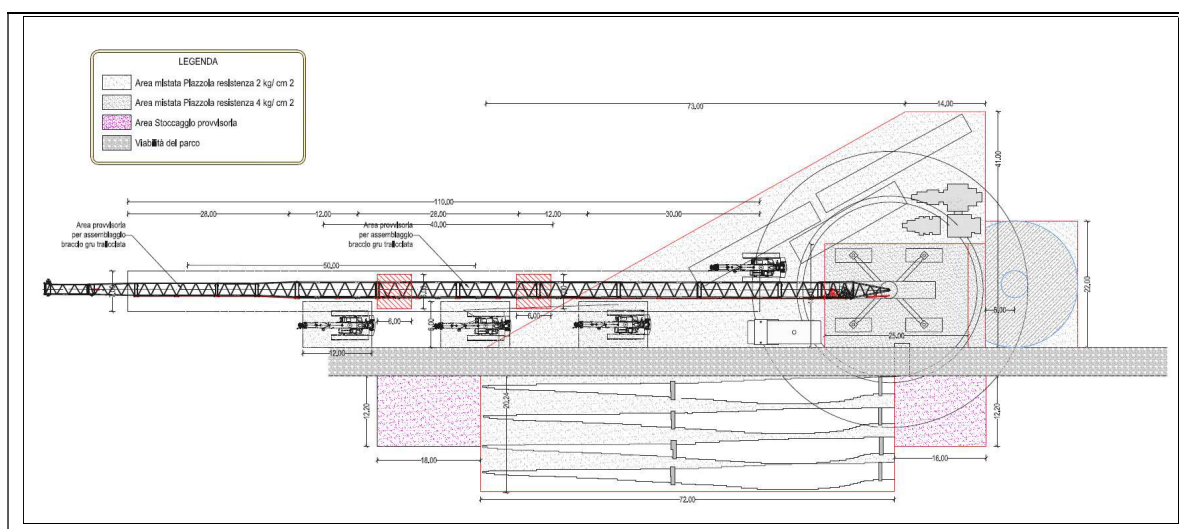 LEGENDA
Area mistata Piazzola resistenza 2 kg/ cm 2
Area mistata Piazzola resistenza 4 kg/ cm 2
Area Stoccaggio provvisoria
Viabilità del parco
73,00
14,00
41,00
110,00
28,00
12,00
28,00
12,00
30,00
40,00
Area provvisoria
per assemblaggio
braccio gru tralicciata
Area provvisoria
per assemblaggio
braccio gru tralicciata
50,00
22,00
6,00
6,00
5,00
12,00
25,00
12,20
20,24
12,20
18,00
16,00
72,00